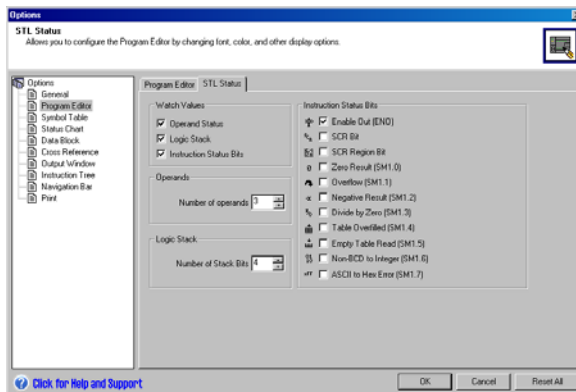 Options
STL Status
Allows you to configure the Program Editor by changing font, color, and other display options.
Options
General
Program Editor
Symbol Table
Status Chart
Data Block
Cross Reference
Output Window
Instruction Tree
Navigation Bar
Print
Program Editor
STL Status
Watch Values
Operand Status
Logic Stack
Instruction Status Bits
Operands
Number of operands 3
Logic Stack
Number of Stack Bits 4
Instruction Status Bits
Enable Out (ENO)
SCR Bit
SCR Region Bit
Zero Result (SM1.0)
Overflow (SM1.1)
Negative Result (SM1.2)
Divide by Zero (SM1.3)
Table Overfilled (SM1.4)
Empty Table Read (SM1.5)
Non-BCD to Integer (SM1.6)
ASCII to Hex Error (SM1.7)
Click for Help and Support
OK
Cancel
Reset All